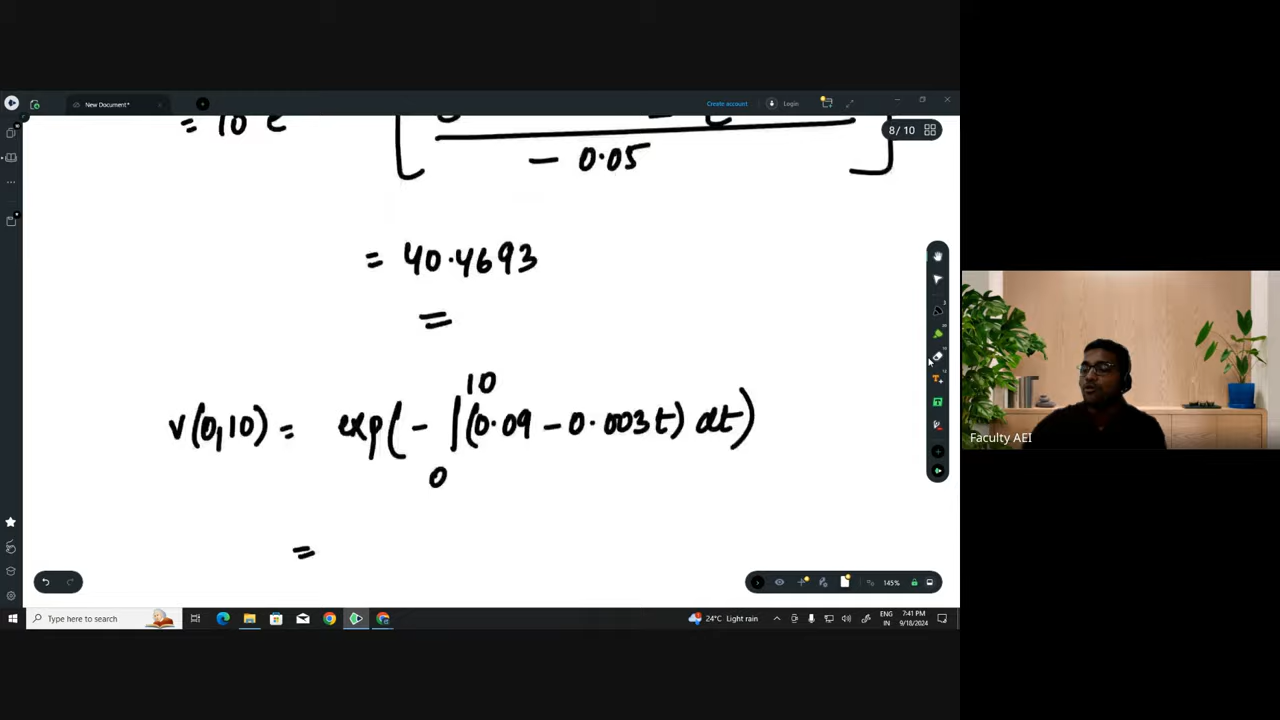 New Document*
Create account
Login
8/10
= 10 e
- 0.05
= 40.4693
=
10
v(0,10) = exp(- ∫(0.09 - 0.003t) dt)
0
=
Faculty AEI
145%
Type here to search
24°C Light rain
ENG
IN
7:41 PM
9/18/2024